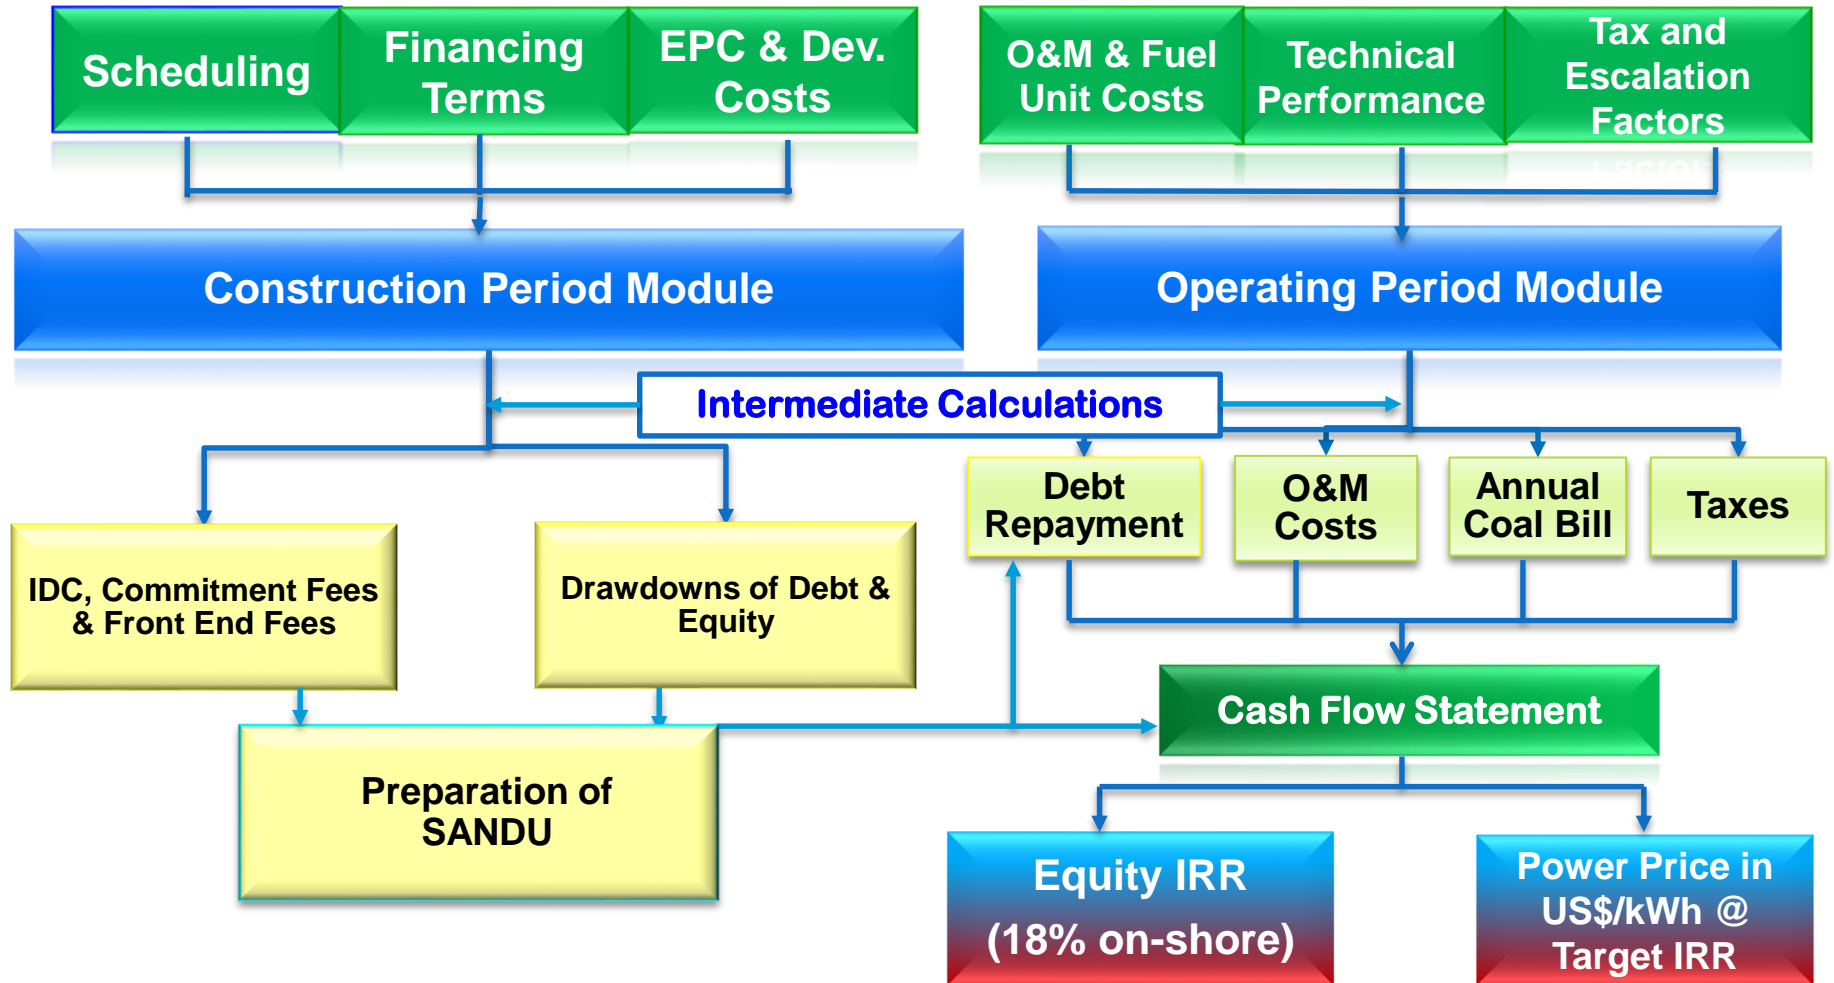 Scheduling
Financing
Terms
EPC & Dev.
Costs
O&M & Fuel
Unit Costs
Technical
Performance
Tax and
Escalation
Factors
Construction Period Module
Operating Period Module
Intermediate Calculations
Debt
Repayment
O&M
Costs
Annual
Coal Bill
Taxes
IDC, Commitment Fees
& Front End Fees
Drawdowns of Debt &
Equity
Cash Flow Statement
Preparation of
SANDU
Equity IRR
(18% on-shore)
Power Price in
US$/kWh @
Target IRR